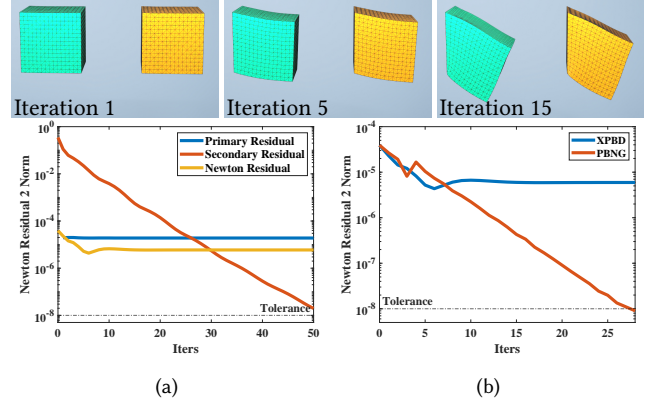 Iteration 1
Iteration 5
Iteration 15
Newton Residual 2 Norm
10^0
10^-2
10^-4
10^-6
10^-8
Primary Residual
Secondary Residual
Newton Residual
Tolerance
0 10 20 30 40 50
Iters
(a)
Newton Residual 2 Norm
10^-4
10^-5
10^-6
10^-7
10^-8
XPBD
PBNG
Tolerance
0 5 10 15 20 25
Iters
(b)